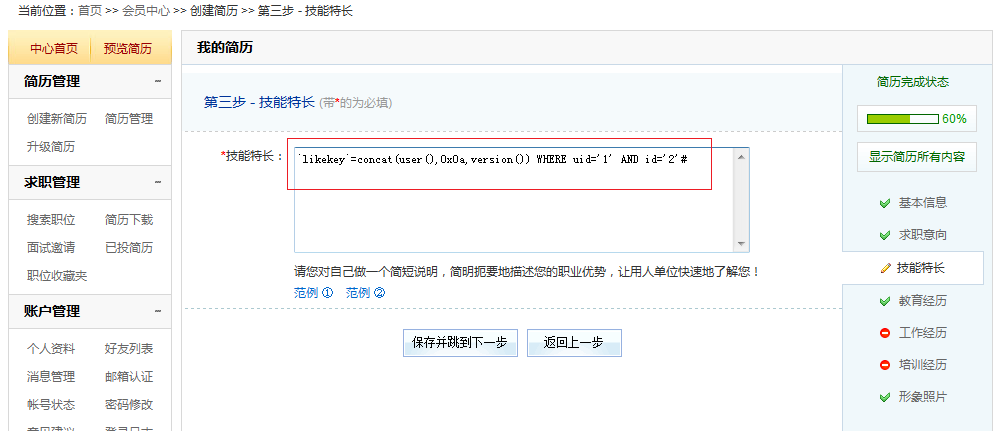 当前位置：首页 >> 会员中心 >> 创建简历 >> 第三步 - 技能特长
中心首页 预览简历
简历管理
创建新简历 简历管理
升级简历
求职管理
搜索职位 简历下载
面试邀请 已投简历
职位收藏夹
账户管理
个人资料 好友列表
消息管理 邮箱认证
帐号状态 密码修改
意见建议 登录日志
我的简历
第三步 - 技能特长 (带*的为必填)
*技能特长：
`likekey`=concat(user(),0x0a,version()) WHERE uid='1' AND id='2'#
请您对自己做一个简短说明，简明扼要地描述您的职业优势，让用人单位快速地了解您！
范例 ① 范例 ②
保存并跳到下一步 返回上一步
简历完成状态
60%
显示简历所有内容
基本信息
求职意向
技能特长
教育经历
工作经历
培训经历
形象照片